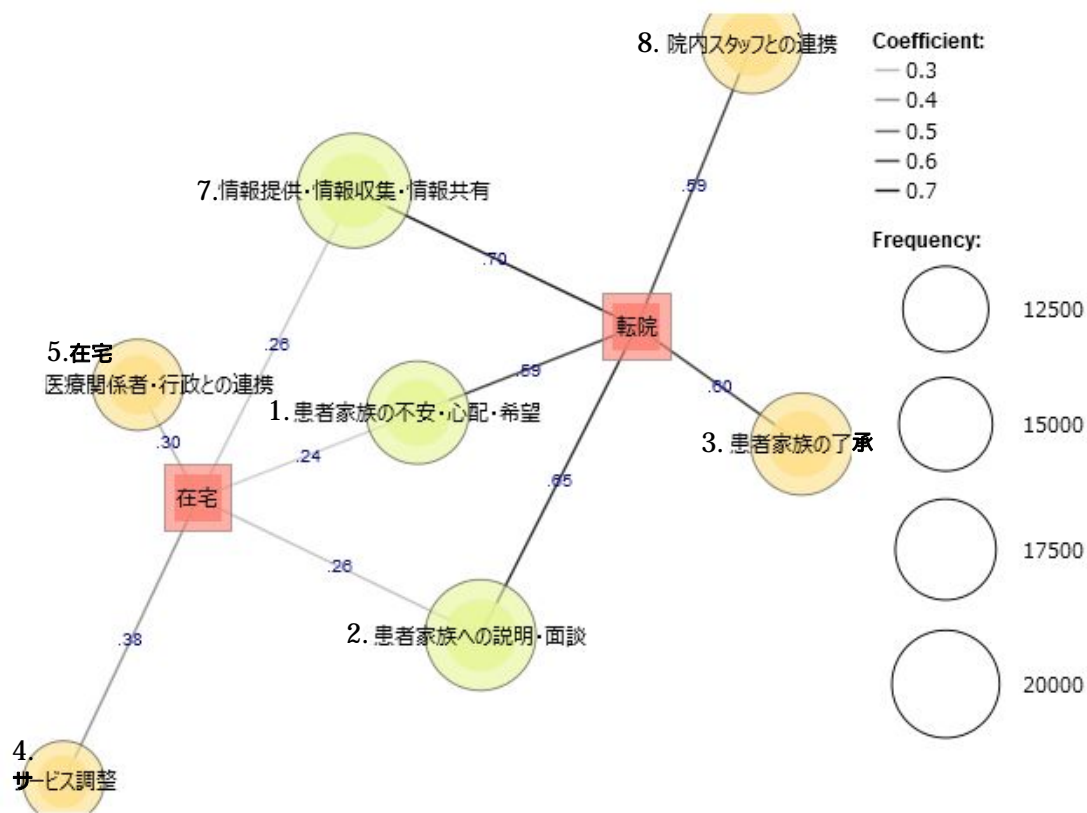 8. 院内スタッフとの連携
Coefficient:
0.3
0.4
0.5
0.6
0.7
7.情報提供・情報収集・情報共有
.59
Frequency:
.70
12500
転院
5.在宅
医療関係者・行政との連携
.26
.59
.60
1.患者家族の不安・心配・希望
15000
3. 患者家族の了承
.30
.24
在宅
.65
17500
.26
2. 患者家族への説明・面談
.38
20000
4.
サービス調整